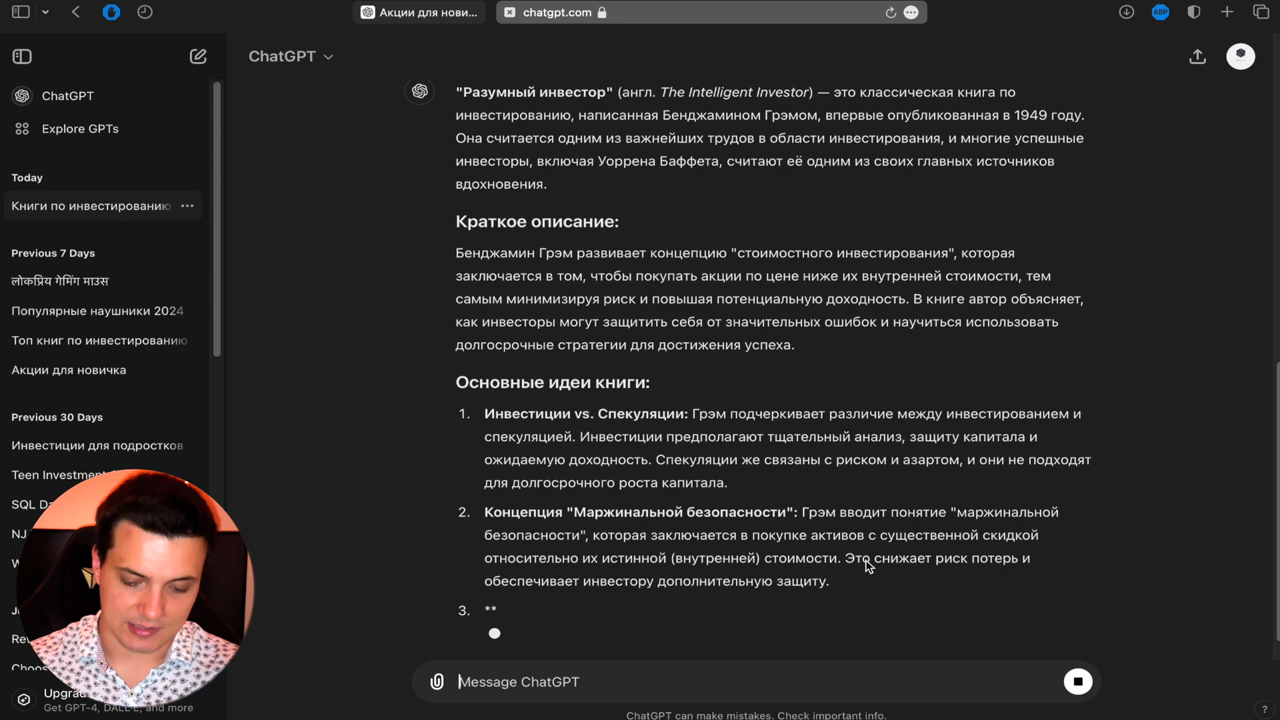 Акции для нови...
chatgpt.com
ABP
ChatGPT
Explore GPTs
Today
Книги по инвестированию
Previous 7 Days
लोकप्रिय गेमिंग माउस
Популярные наушники 2024
Топ книг по инвестированию
Акции для новичка
Previous 30 Days
Инвестиции для подростков
Teen Investment
SQL Da
NJ
Rev
Choos
Upgrad
Get GPT-4, DALL·E, and more
ChatGPT
"Разумный инвестор" (англ. The Intelligent Investor) — это классическая книга по
инвестированию, написанная Бенджамином Грэмом, впервые опубликованная в 1949 году.
Она считается одним из важнейших трудов в области инвестирования, и многие успешные
инвесторы, включая Уоррена Баффета, считают её одним из своих главных источников
вдохновения.
Краткое описание:
Бенджамин Грэм развивает концепцию "стоимостного инвестирования", которая
заключается в том, чтобы покупать акции по цене ниже их внутренней стоимости, тем
самым минимизируя риск и повышая потенциальную доходность. В книге автор объясняет,
как инвесторы могут защитить себя от значительных ошибок и научиться использовать
долгосрочные стратегии для достижения успеха.
Основные идеи книги:
1. Инвестиции vs. Спекуляции: Грэм подчеркивает различие между инвестированием и
спекуляцией. Инвестиции предполагают тщательный анализ, защиту капитала и
ожидаемую доходность. Спекуляции же связаны с риском и азартом, и они не подходят
для долгосрочного роста капитала.
2. Концепция "Маржинальной безопасности": Грэм вводит понятие "маржинальной
безопасности", которая заключается в покупке активов с существенной скидкой
относительно их истинной (внутренней) стоимости. Это снижает риск потерь и
обеспечивает инвестору дополнительную защиту.
3. **
Message ChatGPT
ChatGPT can make mistakes. Check important info.
?